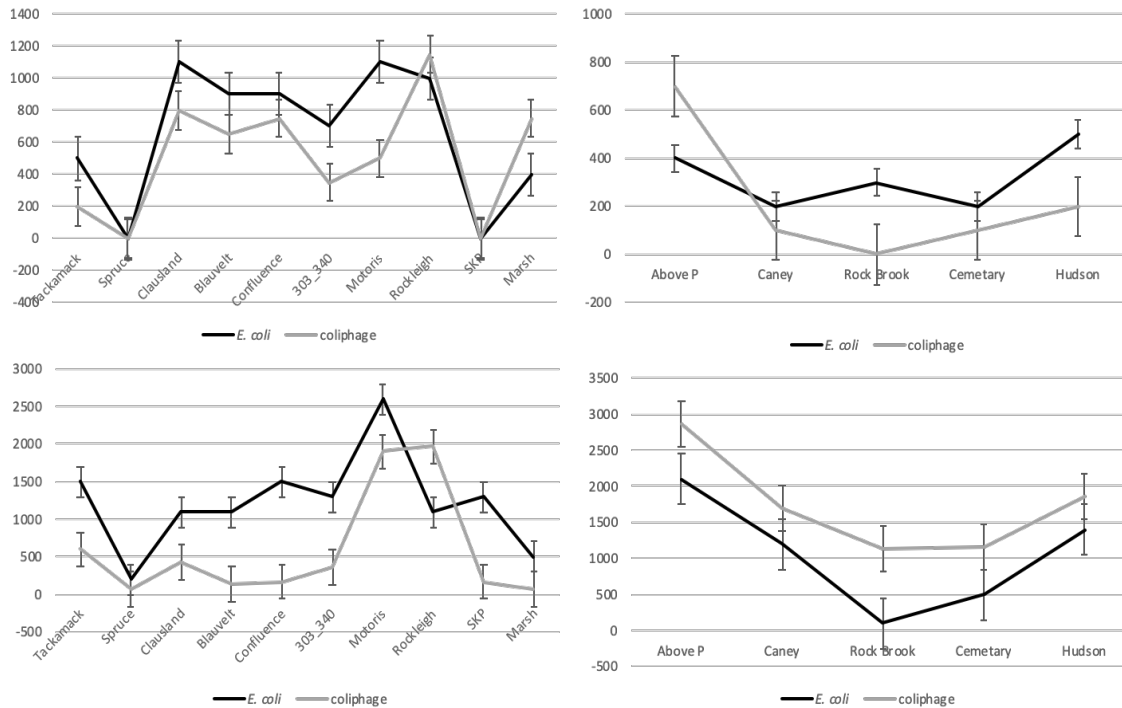 1400
1200
1000
800
600
400
200
0
-200
-400
Tackamack
Spruce
Clausland
Blauvelt
Confluence
303_340
Motoris
Rockleigh
SKP
Marsh
E. coli coliphage
1000
800
600
400
200
0
-200
Above P Caney Rock Brook Cemetary Hudson
E. coli coliphage
3000
2500
2000
1500
1000
500
0
-500
Tackamack
Spruce
Clausland
Blauvelt
Confluence
303_340
Motoris
Rockleigh
SKP
Marsh
E. coli coliphage
3500
3000
2500
2000
1500
1000
500
0
-500
Above P Caney Rock Brook Cemetary Hudson
E. coli coliphage